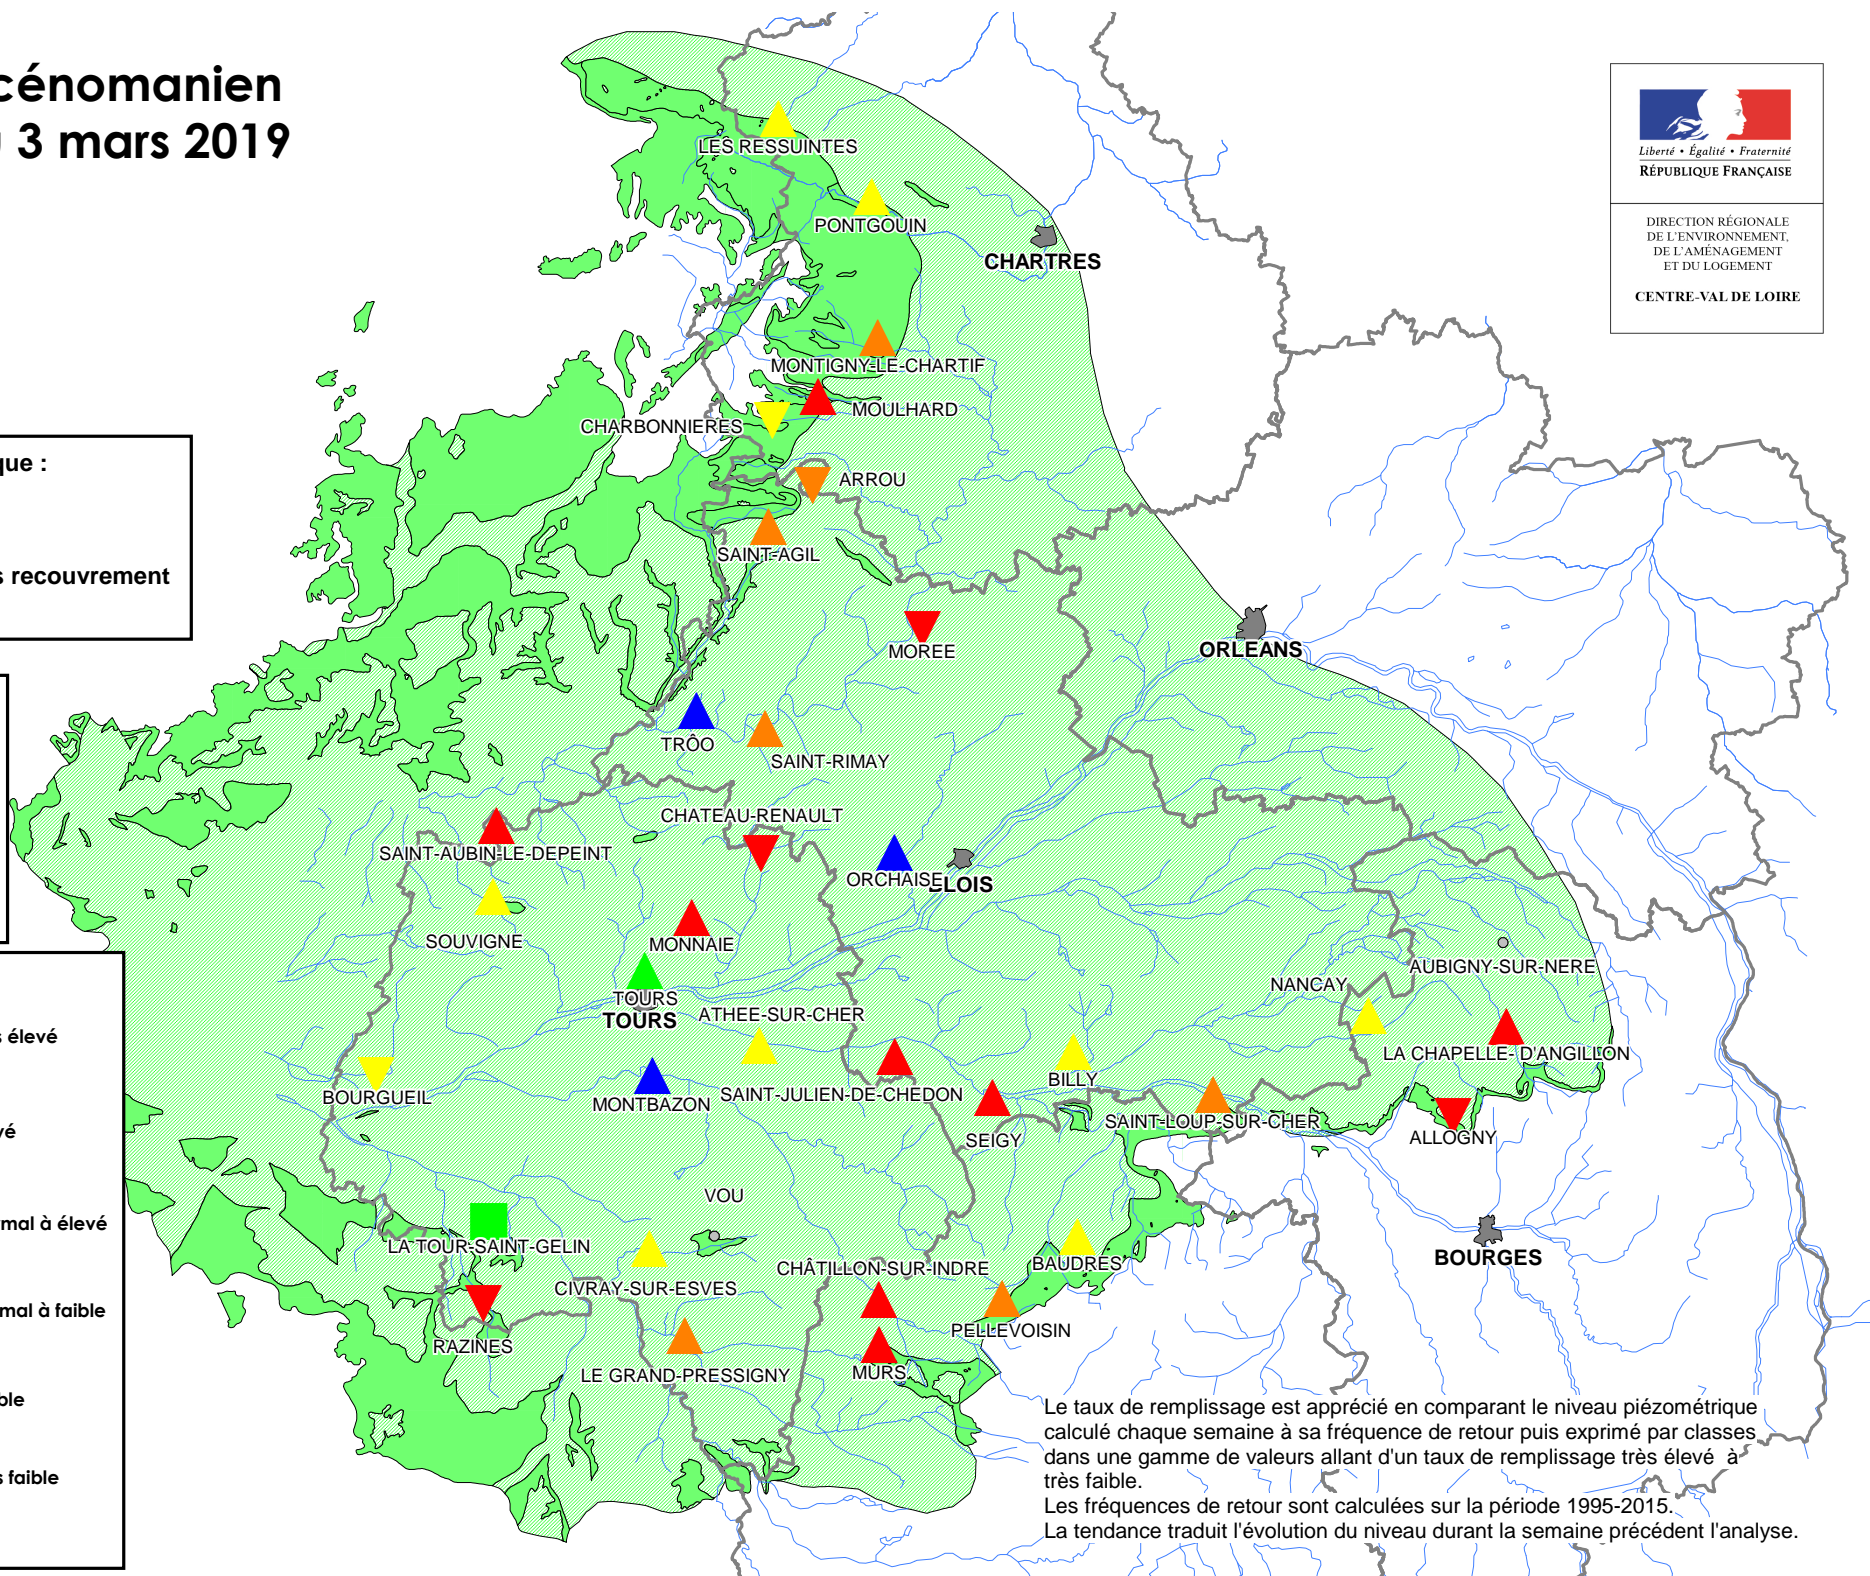 cénomanien
3 mars 2019
Liberté • Égalité • Fraternité
RÉPUBLIQUE FRANÇAISE
DIRECTION RÉGIONALE
DE L'ENVIRONNEMENT,
DE L'AMÉNAGEMENT
ET DU LOGEMENT
CENTRE-VAL DE LOIRE
LES RESSUINTES
PONTGOUIN
CHARTRES
MONTIGNY-LE-CHARTIF
MOULHARD
CHARBONNIERES
que :
ARROU
SAINT-AGIL
s recouvrement
MOREE
ORLEANS
TRÔO
SAINT-RIMAY
CHATEAU-RENAULT
SAINT-AUBIN-LE-DEPEINT
ORCHAISE
BLOIS
SOUVIGNE
MONNAIE
AUBIGNY-SUR-NERE
NANCAY
TOURS
TOURS
ATHEE-SUR-CHER
s élevé
LA CHAPELLE- D'ANGILLON
BILLY
BOURGUEIL
MONTBAZON
SAINT-JULIEN-DE-CHEDON
SAINT-LOUP-SUR-CHER
vé
SEIGY
ALLOGNY
VOU
rmal à élevé
LA TOUR-SAINT-GELIN
BOURGES
BAUDRES
CHÂTILLON-SUR-INDRE
CIVRAY-SUR-ESVES
mal à faible
PELLEVOISIN
RAZINES
LE GRAND-PRESSIGNY
MURS
ble
s faible
Le taux de remplissage est apprécié en comparant le niveau piézométrique
calculé chaque semaine à sa fréquence de retour puis exprimé par classes
dans une gamme de valeurs allant d'un taux de remplissage très élevé à
très faible.
Les fréquences de retour sont calculées sur la période 1995-2015.
La tendance traduit l'évolution du niveau durant la semaine précédent l'analyse.